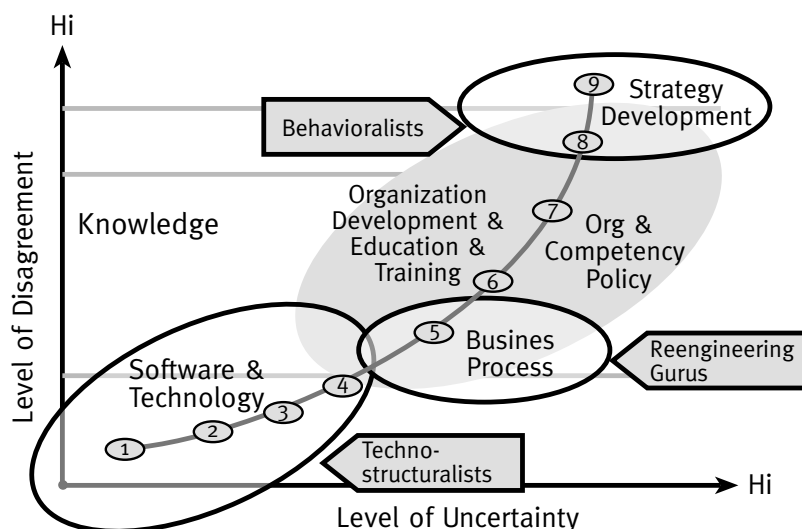 Hi
9
Strategy
Development
Behavioralists
8
Organization
Development &
Education &
Training
7
Org &
Competency
Policy
Knowledge
6
Level of Disagreement
5
Busines
Process
Reengineering
Gurus
Software &
Technology
4
3
2
1
Techno-
structuralists
Hi
Level of Uncertainty